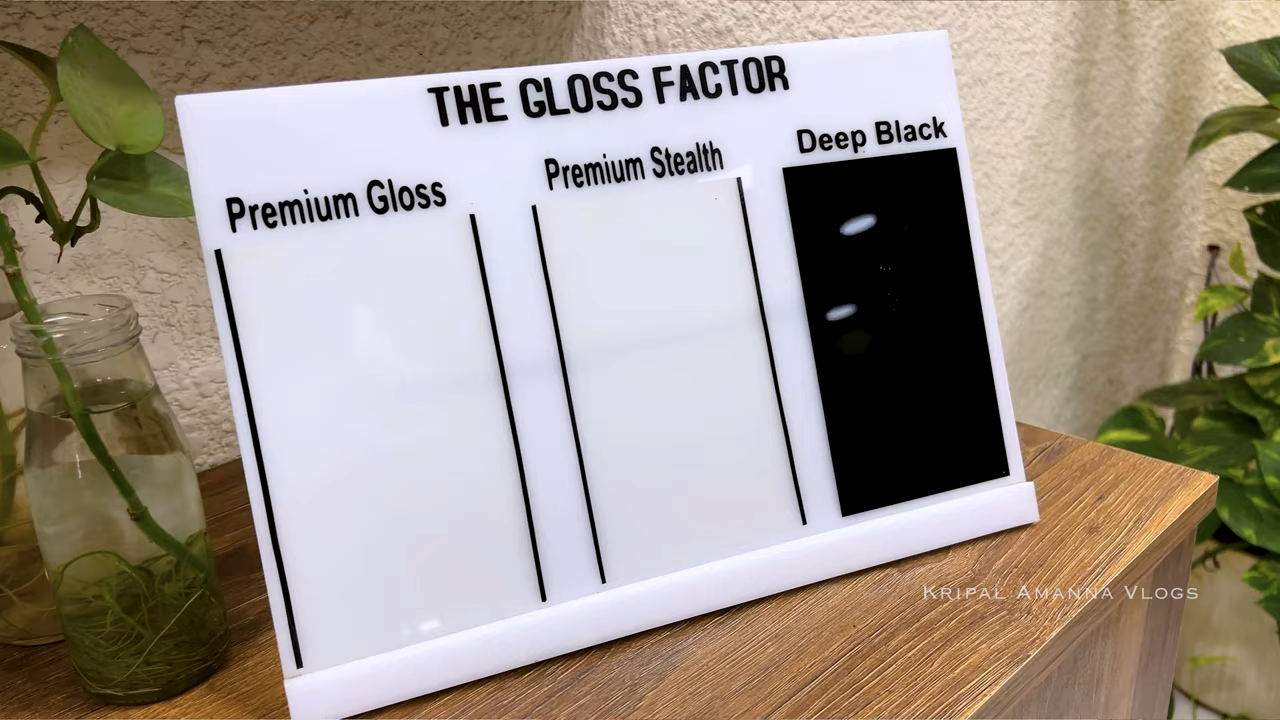 THE GLOSS FACTOR
Premium Gloss
Premium Stealth
Deep Black
Kripal Amanna Vlogs